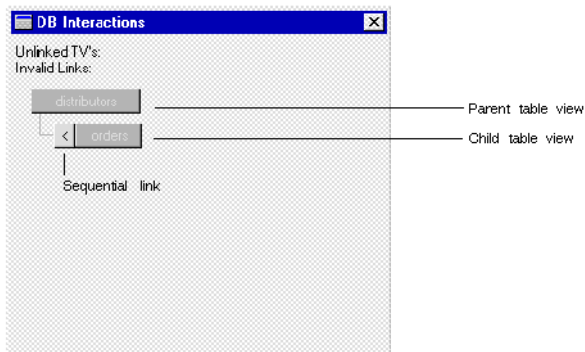 DB Interactions
Unlinked TV's:
Invalid Links:
distributors
Parent table view
< orders
Child table view
Sequential link